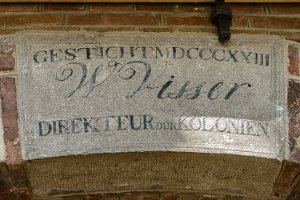 GESTICHT MDCCCXXIII
W Visser
DIREKTEUR DER KOLONIEN